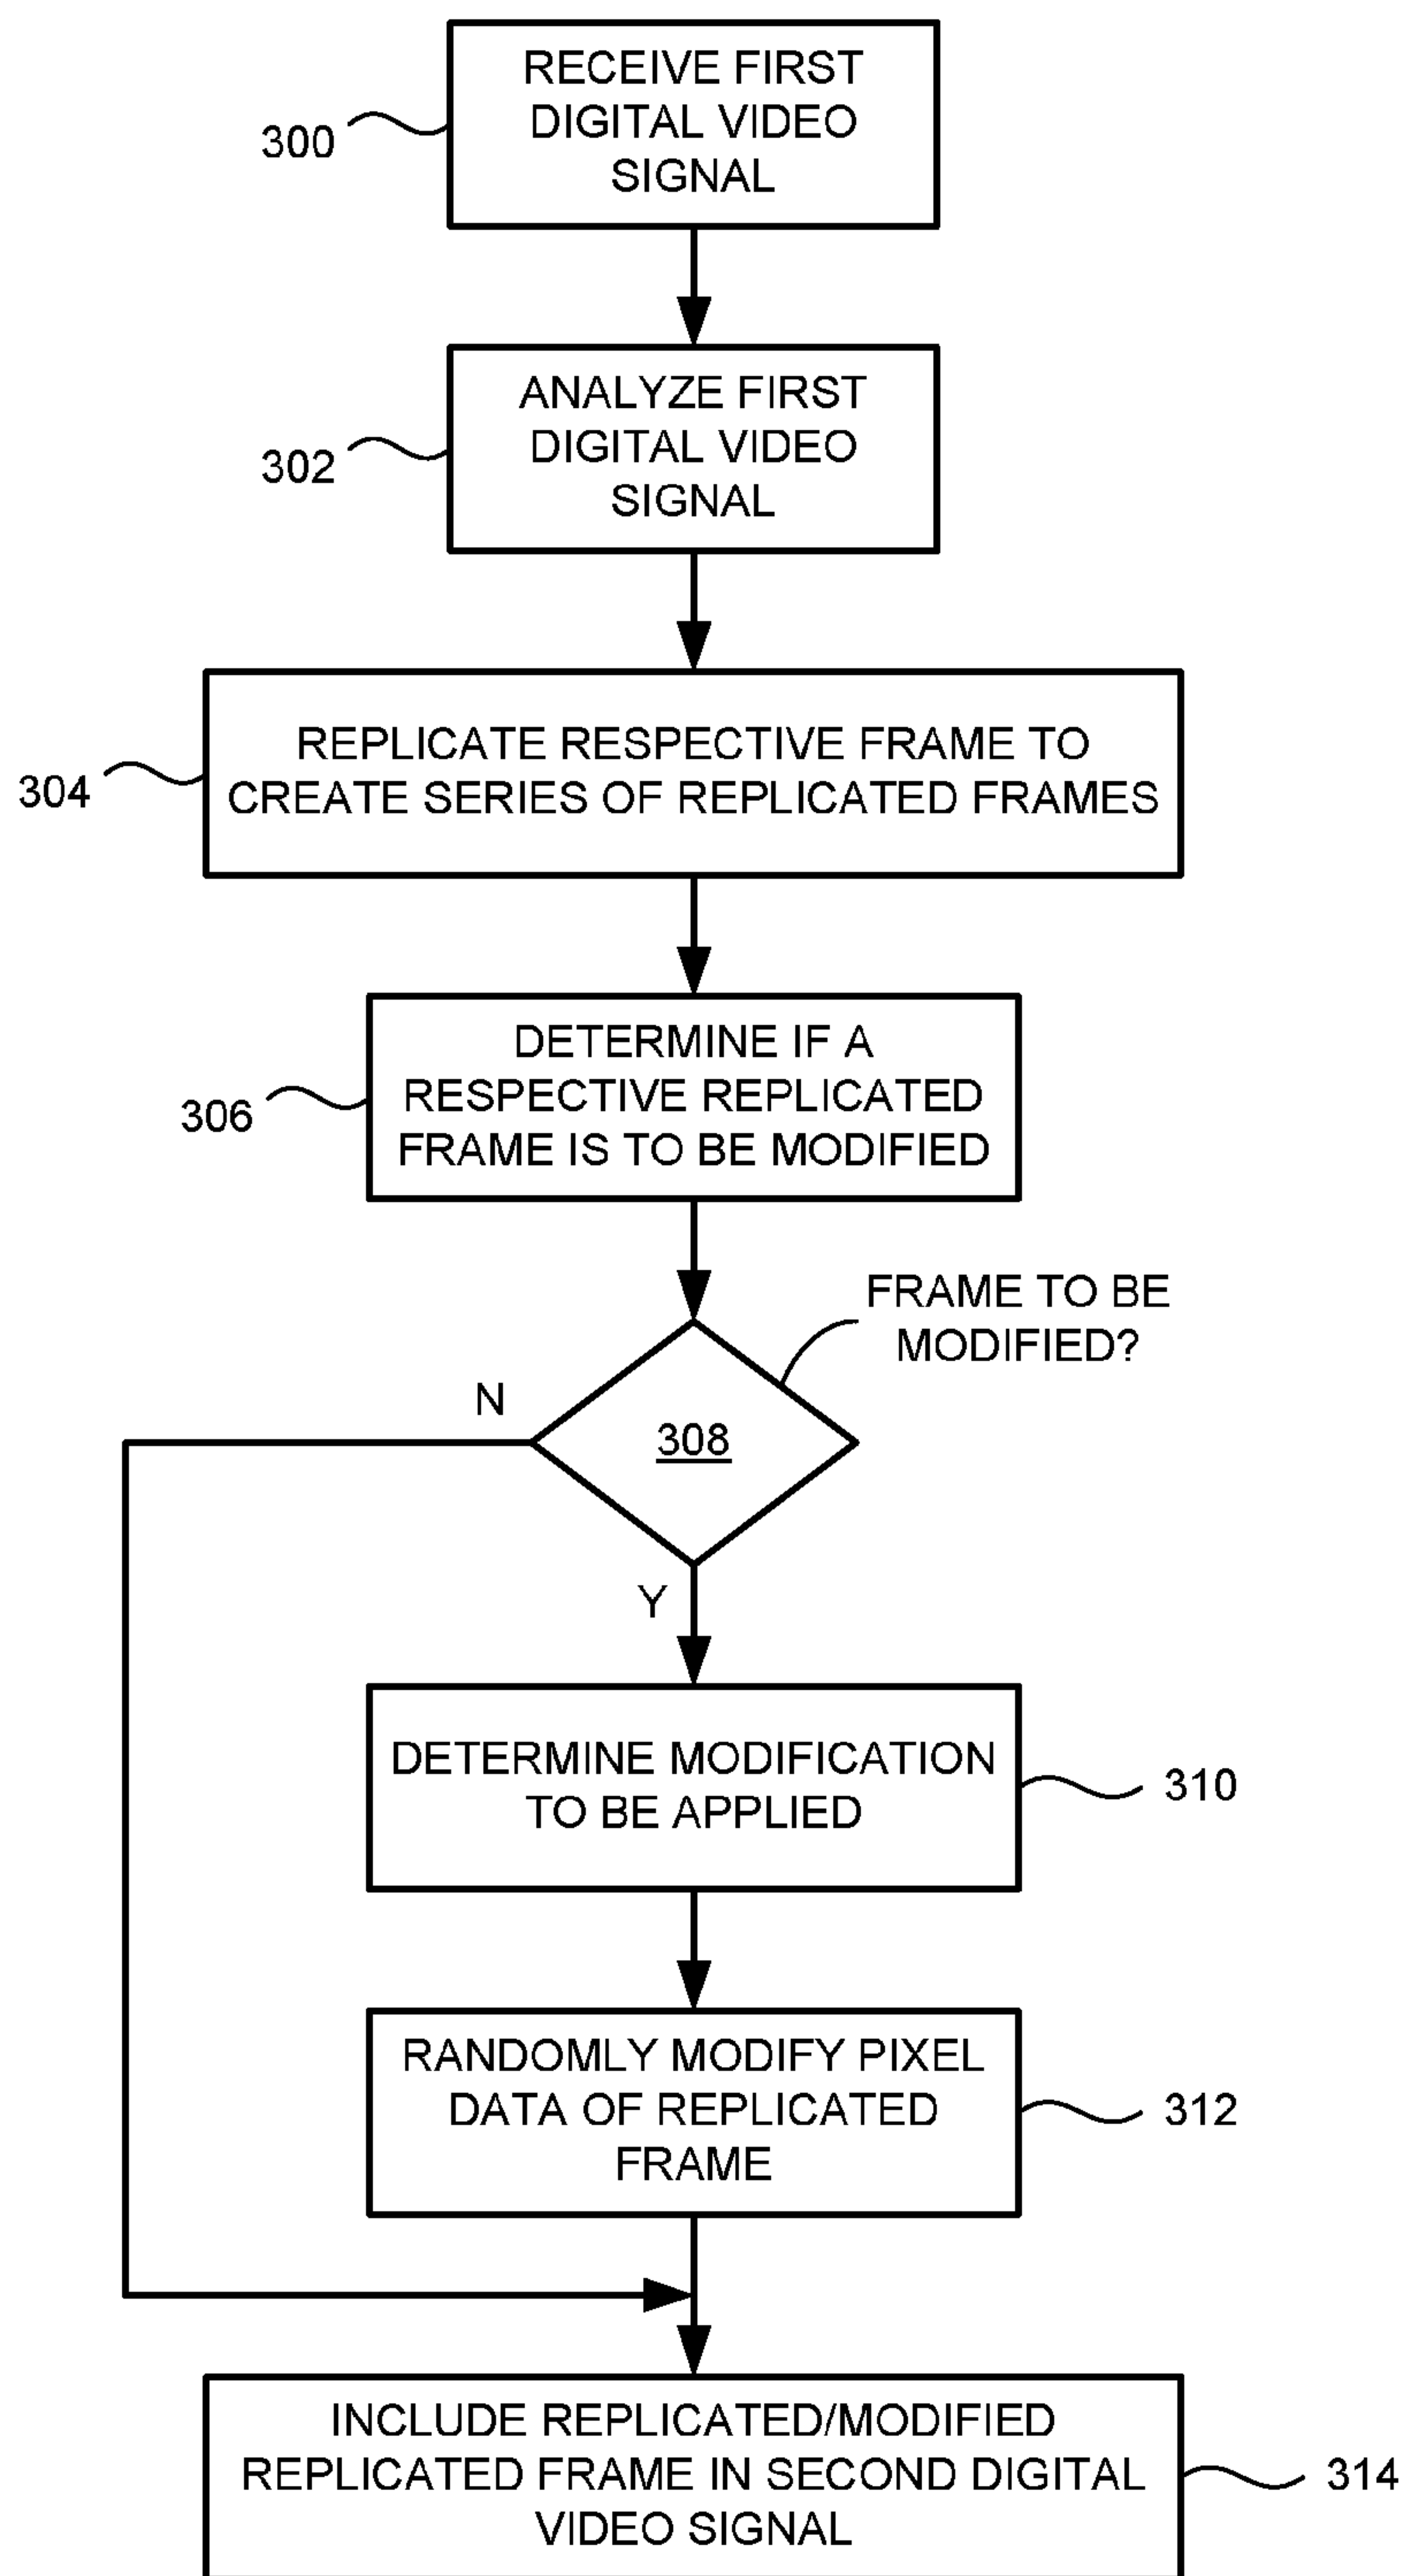 RECEIVE FIRST
DIGITAL VIDEO
SIGNAL
300
ANALYZE FIRST
DIGITAL VIDEO
SIGNAL
302
REPLICATE RESPECTIVE FRAME TO
CREATE SERIES OF REPLICATED FRAMES
304
DETERMINE IF A
RESPECTIVE REPLICATED
FRAME IS TO BE MODIFIED
306
FRAME TO BE
MODIFIED?
N
308
Y
DETERMINE MODIFICATION
TO BE APPLIED
310
RANDOMLY MODIFY PIXEL
DATA OF REPLICATED
FRAME
312
INCLUDE REPLICATED/MODIFIED
REPLICATED FRAME IN SECOND DIGITAL
VIDEO SIGNAL
314